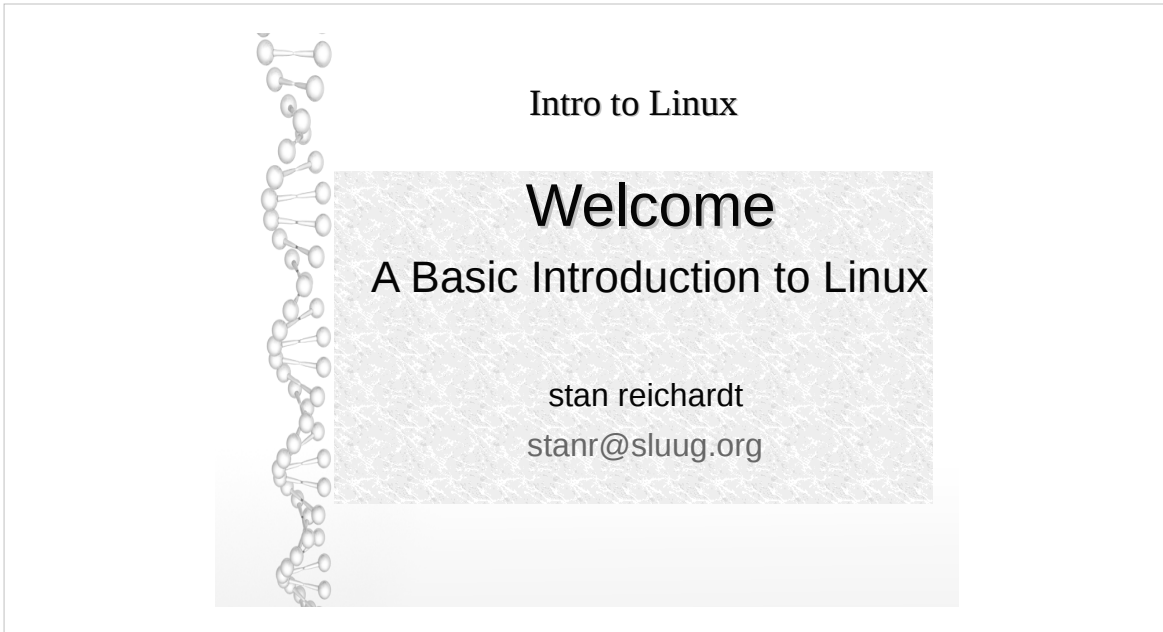 Intro to Linux
Welcome
A Basic Introduction to Linux
stan reichardt
stanr@sluug.org